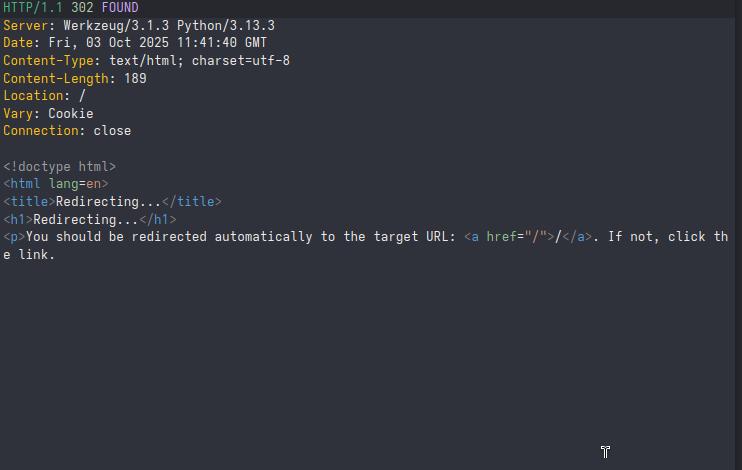 HTTP/1.1 302 FOUND
Server: Werkzeug/3.1.3 Python/3.13.3
Date: Fri, 03 Oct 2025 11:41:40 GMT
Content-Type: text/html; charset=utf-8
Content-Length: 189
Location: /
Vary: Cookie
Connection: close

<!doctype html>
<html lang=en>
<title>Redirecting...</title>
<h1>Redirecting...</h1>
<p>You should be redirected automatically to the target URL: <a href="/">/</a>. If not, click th
e link.